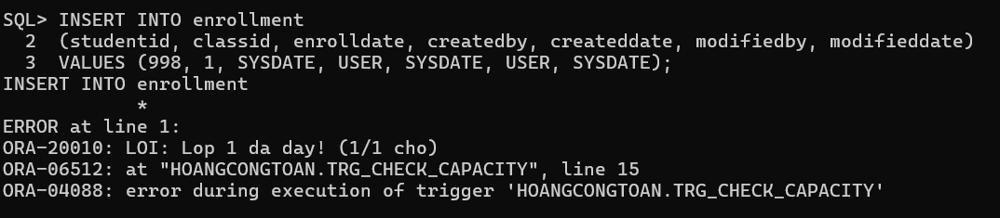 SQL> INSERT INTO enrollment
2 (studentid, classid, enrolldate, createdby, createddate, modifiedby, modifieddate)
3 VALUES (998, 1, SYSDATE, USER, SYSDATE, USER, SYSDATE);
INSERT INTO enrollment
*
ERROR at line 1:
ORA-20010: LOI: Lop 1 da day! (1/1 cho)
ORA-06512: at "HOANGCONGTOAN.TRG_CHECK_CAPACITY", line 15
ORA-04088: error during execution of trigger 'HOANGCONGTOAN.TRG_CHECK_CAPACITY'